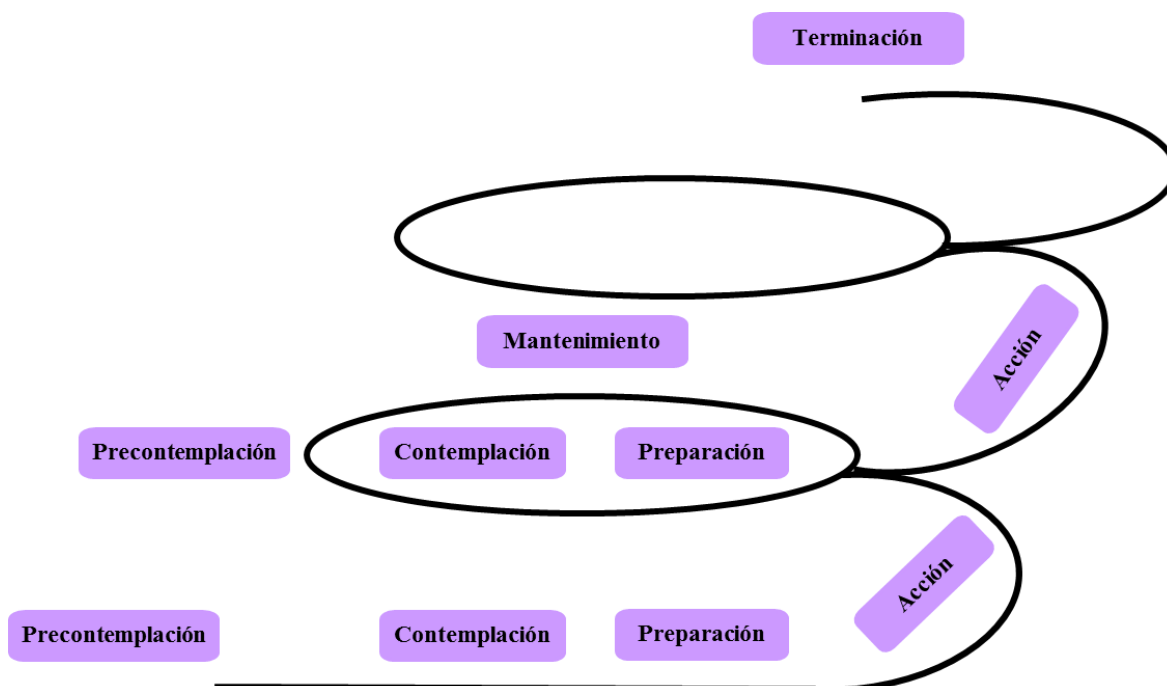 Terminación
Acción
Mantenimiento
Precontemplación
Contemplación
Preparación
Acción
Precontemplación
Contemplación
Preparación